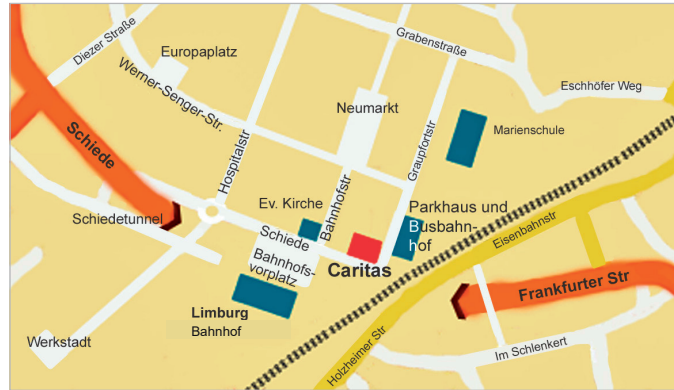 Diezer Straße
Europaplatz
Werner-Senger-Str.
Grabenstraße
Eschhöfer Weg
Neumarkt
Schiede
Hospitalstr
Graupfortstr
Marienschule
Ev. Kirche
Bahnhofstr
Schiedetunnel
Schiede
Parkhaus und
Busbahn-
hof
Eisenbahnstr
Bahnhofs-
vorplatz
Caritas
Frankfurter Str
Limburg
Bahnhof
Werkstadt
Holzheimer Str
Im Schlenkert